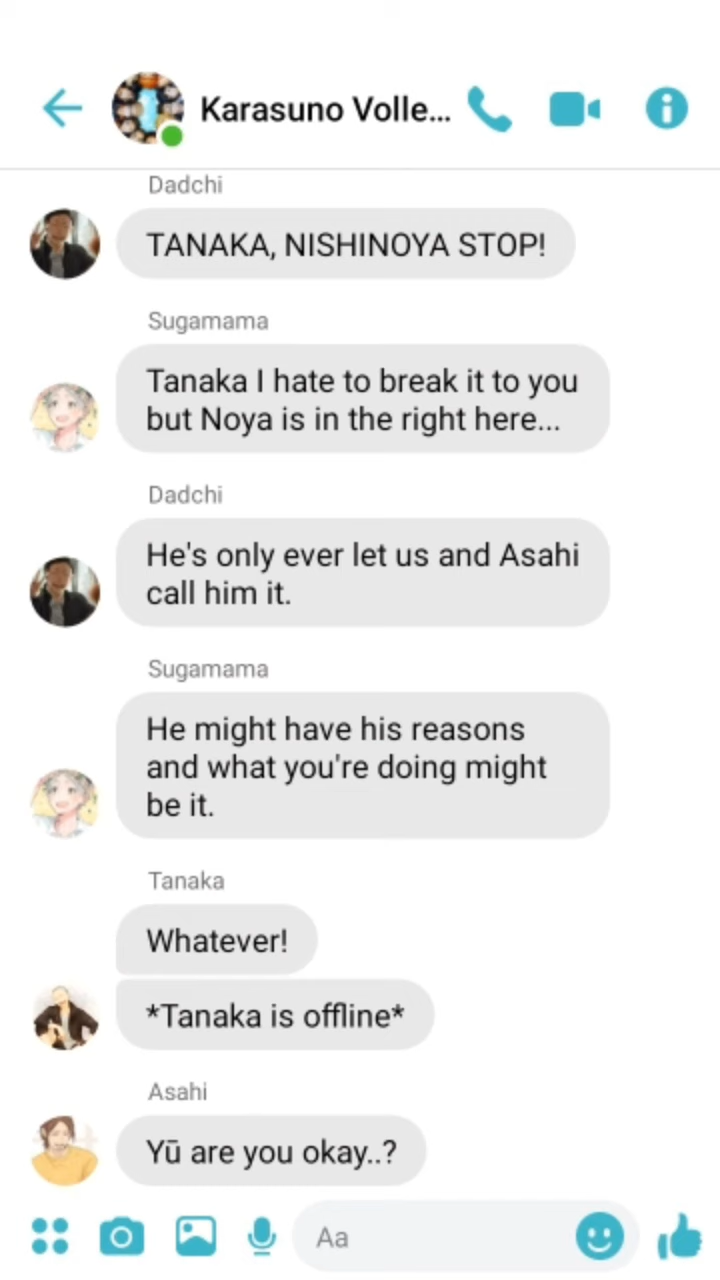 Karasuno Volle...
Dadchi
TANAKA, NISHINOYA STOP!
Sugamama
Tanaka I hate to break it to you
but Noya is in the right here...
Dadchi
He's only ever let us and Asahi
call him it.
Sugamama
He might have his reasons
and what you're doing might
be it.
Tanaka
Whatever!
*Tanaka is offline*
Asahi
Yū are you okay..?
Aa